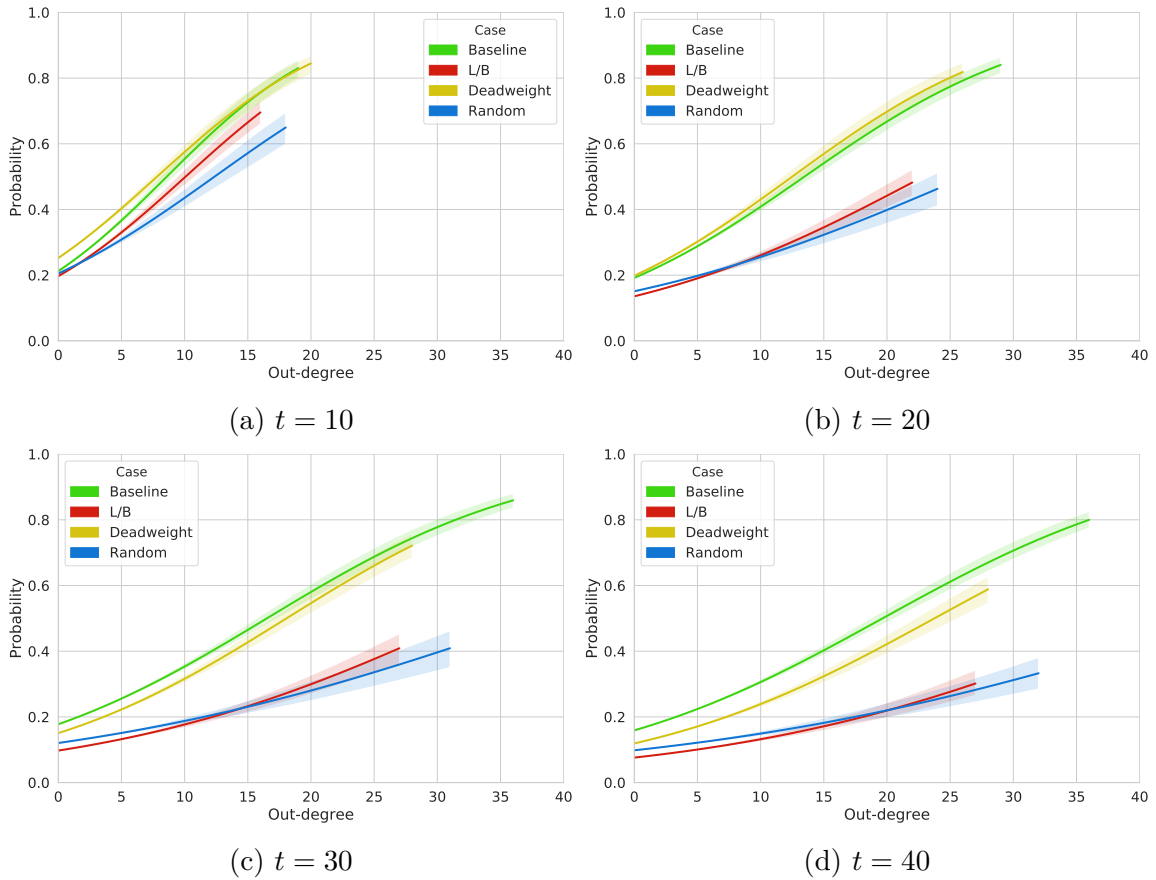 Case
Baseline
L/B
Deadweight
Random
Probability
1.0
0.8
0.6
0.4
0.2
0.0
0 5 10 15 20 25 30 35 40
Out-degree
(a) t = 10
Case
Baseline
L/B
Deadweight
Random
Probability
1.0
0.8
0.6
0.4
0.2
0.0
0 5 10 15 20 25 30 35 40
Out-degree
(b) t = 20
Case
Baseline
L/B
Deadweight
Random
Probability
1.0
0.8
0.6
0.4
0.2
0.0
0 5 10 15 20 25 30 35 40
Out-degree
(c) t = 30
Case
Baseline
L/B
Deadweight
Random
Probability
1.0
0.8
0.6
0.4
0.2
0.0
0 5 10 15 20 25 30 35 40
Out-degree
(d) t = 40